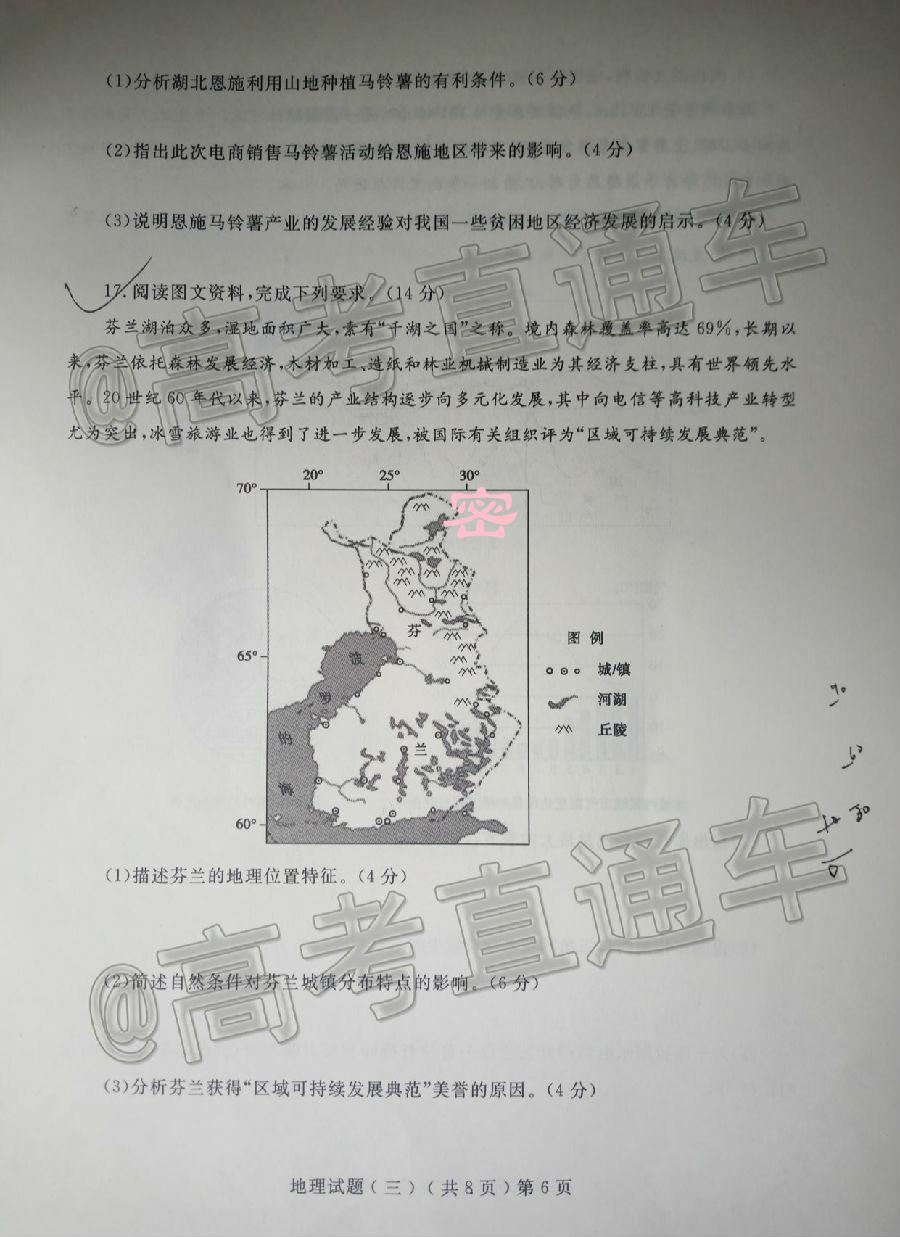 (1)分析湖北恩施利用山地种植马铃薯的有利条件。(6分)
(2)指出此次电商销售马铃薯活动给恩施地区带来的影响。(4分)
(3)说明恩施马铃薯产业的发展经验对我国一些贫困地区经济发展的启示。(4分)
17.阅读图文资料,完成下列要求。(14分)
芬兰湖泊众多,湿地面积广大,素有“千湖之国”之称。境内森林覆盖率高达69%,长期以
来,芬兰依托森林发展经济,木材加工、造纸和林业机械制造业为其经济支柱,具有世界领先水
平。20世纪60年代以来,芬兰的产业结构逐步向多元化发展,其中向电信等高科技产业转型
尤为突出,冰雪旅游业也得到了进一步发展,被国际有关组织评为“区域可持续发展典范”。
20° 25° 30°
70°
密
芬
图 例
65°
波
城/镇
罗
河湖
的
兰
丘陵
海
60°
(1)描述芬兰的地理位置特征。(4分)
(2)简述自然条件对芬兰城镇分布特点的影响。(6分)
(3)分析芬兰获得“区域可持续发展典范”美誉的原因。(4分)
地理试题(三)(共8页)第6页
@高考直通车
@高考直通车